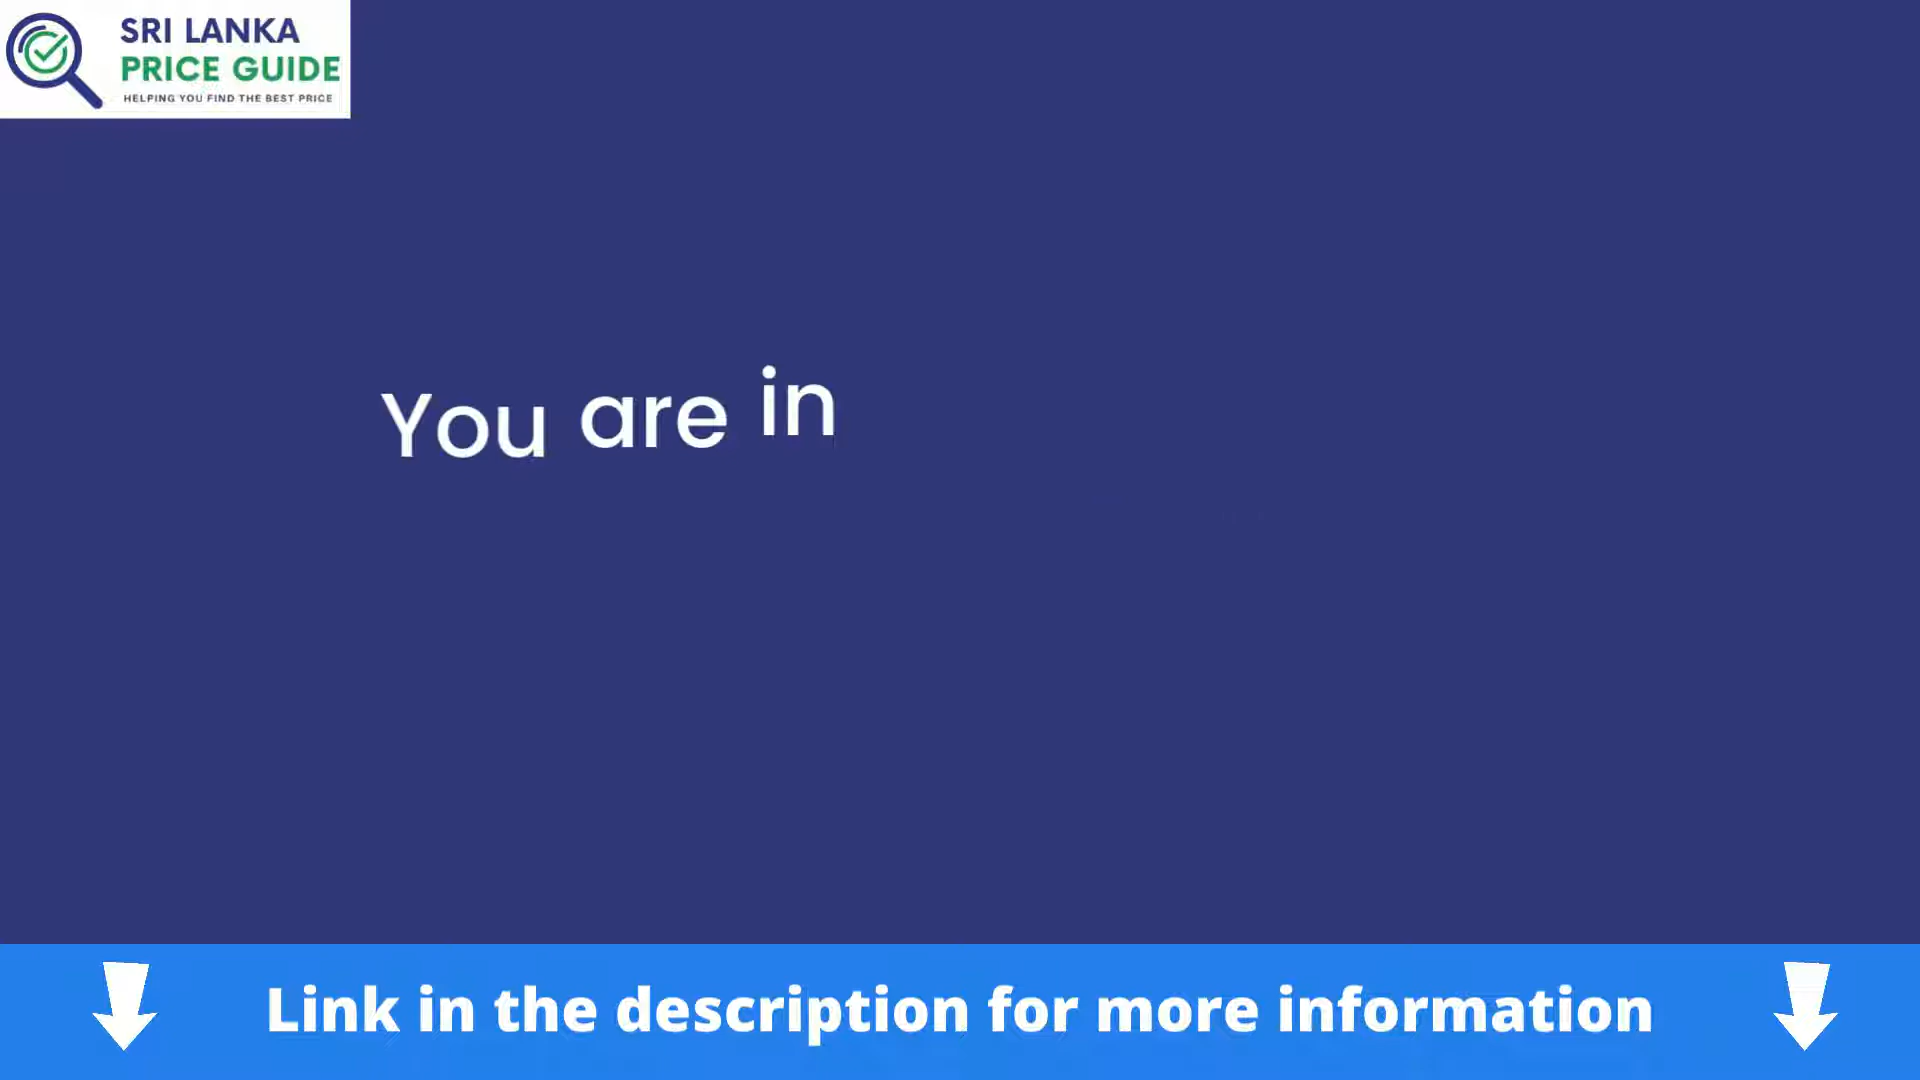 SRI LANKA
PRICE GUIDE
HELPING YOU FIND THE BEST PRICE
You are in
Link in the description for more information